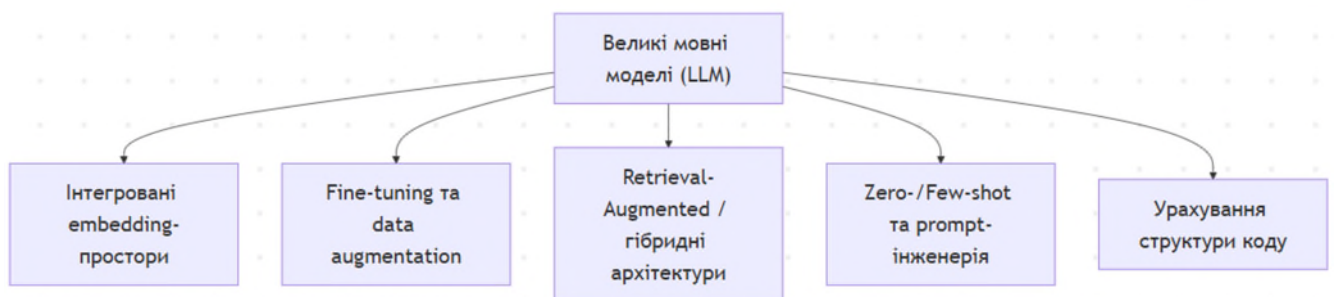 Великі мовні
моделі (LLM)
Інтегровані
embedding-
простори
Fine-tuning та
data
augmentation
Retrieval-
Augmented /
гібридні
архітектури
Zero-/Few-shot
та prompt-
інженерія
Урахування
структури коду